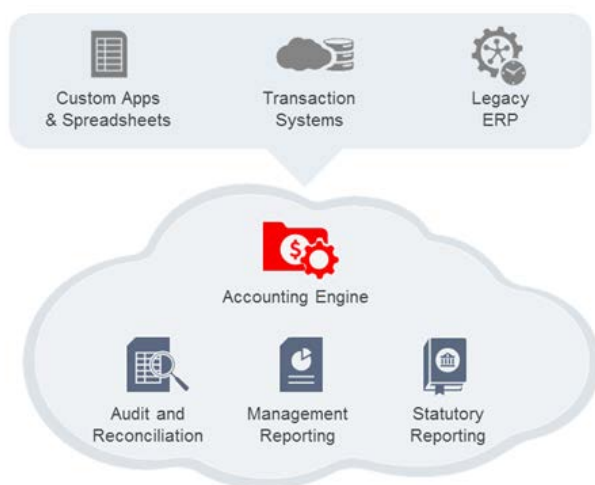 Custom Apps
& Spreadsheets
Transaction
Systems
Legacy
ERP
$
Accounting Engine
Audit and
Reconciliation
Management
Reporting
Statutory
Reporting